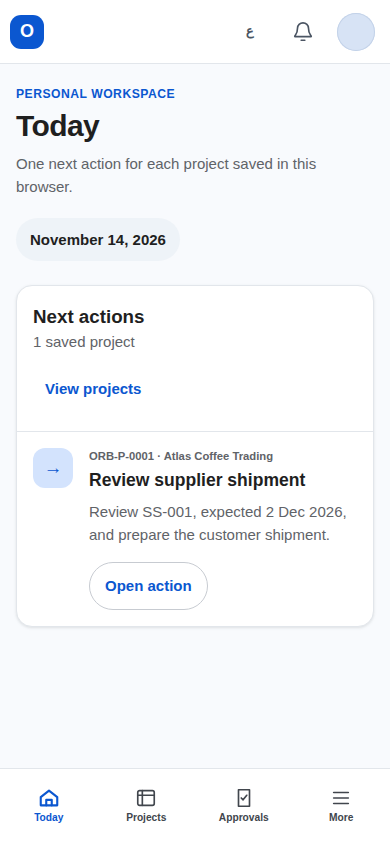 O
ع
PERSONAL WORKSPACE
Today
One next action for each project saved in this
browser.
November 14, 2026
Next actions
1 saved project
View projects
→
ORB-P-0001 · Atlas Coffee Trading
Review supplier shipment
Review SS-001, expected 2 Dec 2026,
and prepare the customer shipment.
Open action
Today
Projects
Approvals
More